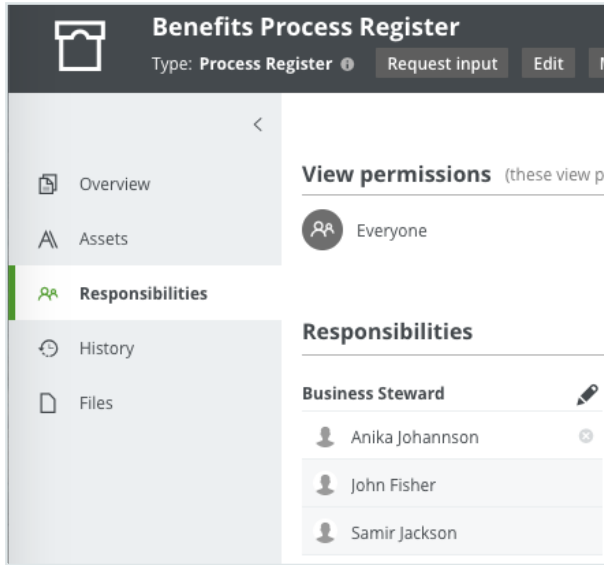 Benefits Process Register
Type: Process Register Request input Edit
Overview
Assets
Responsibilities
History
Files
View permissions (these view p
Everyone
Responsibilities
Business Steward
Anika Johannson
John Fisher
Samir Jackson